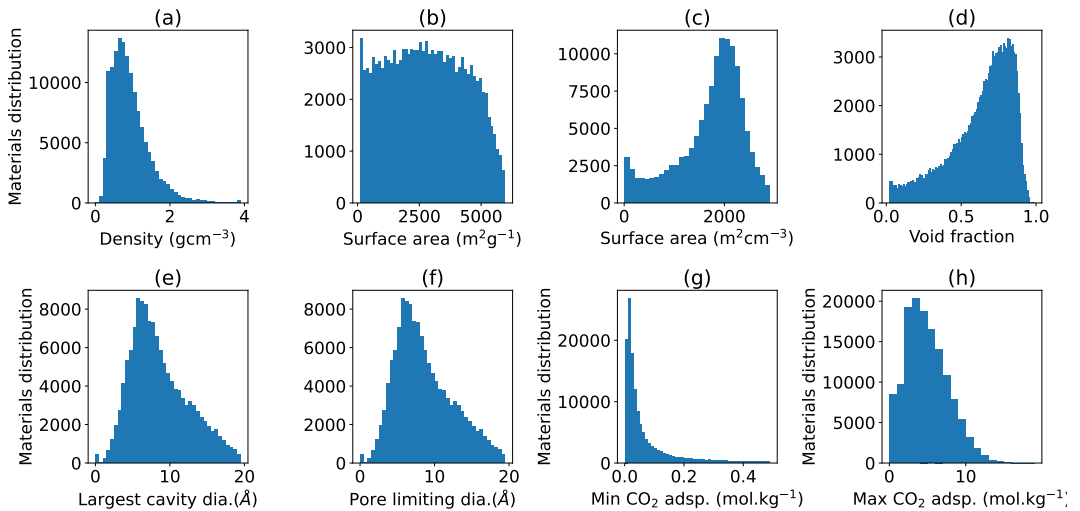 (a)
(b)
(c)
(d)
Materials distribution
10000
5000
0
0
2
4
Density (gcm⁻³)
3000
2000
1000
0
0
2500
5000
Surface area (m²g⁻¹)
10000
7500
5000
2500
0
0
2000
Surface area (m²cm⁻³)
3000
2000
1000
0
0.0
0.5
1.0
Void fraction
(e)
(f)
(g)
(h)
Materials distribution
8000
6000
4000
2000
0
0
10
20
Largest cavity dia.(Å)
8000
6000
4000
2000
0
0
10
20
Pore limiting dia.(Å)
Materials distribution
20000
10000
0
0.0
0.2
0.4
Min CO₂ adsp. (mol.kg⁻¹)
Materials distribution
20000
15000
10000
5000
0
10
Max CO₂ adsp. (mol.kg⁻¹)